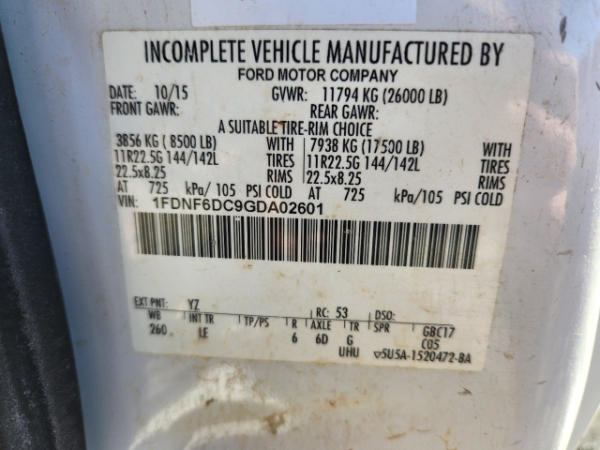 INCOMPLETE VEHICLE MANUFACTURED BY
FORD MOTOR COMPANY
DATE: 10/15 GVWR: 11794 KG (26000 LB)
FRONT GAWR: REAR GAWR:
A SUITABLE TIRE-RIM CHOICE
3856 KG ( 8500 LB) WITH 7938 KG (17500 LB) WITH
11R22.5G 144/142L TIRES 11R22.5G 144/142L TIRES
22.5x8.25 RIMS 22.5x8.25 RIMS
AT 725 kPa/105 PSI COLD AT 725 kPa/105 PSI COLD
VIN: 1FDNF6DC9GDA02601
EXT PNT: YZ RC: 53 DSO:
WB INT TR TP/PS R AXLE TR SPR GBC17
260 LE 6 6D G C05
UHU ▽5U5A-1520472-BA